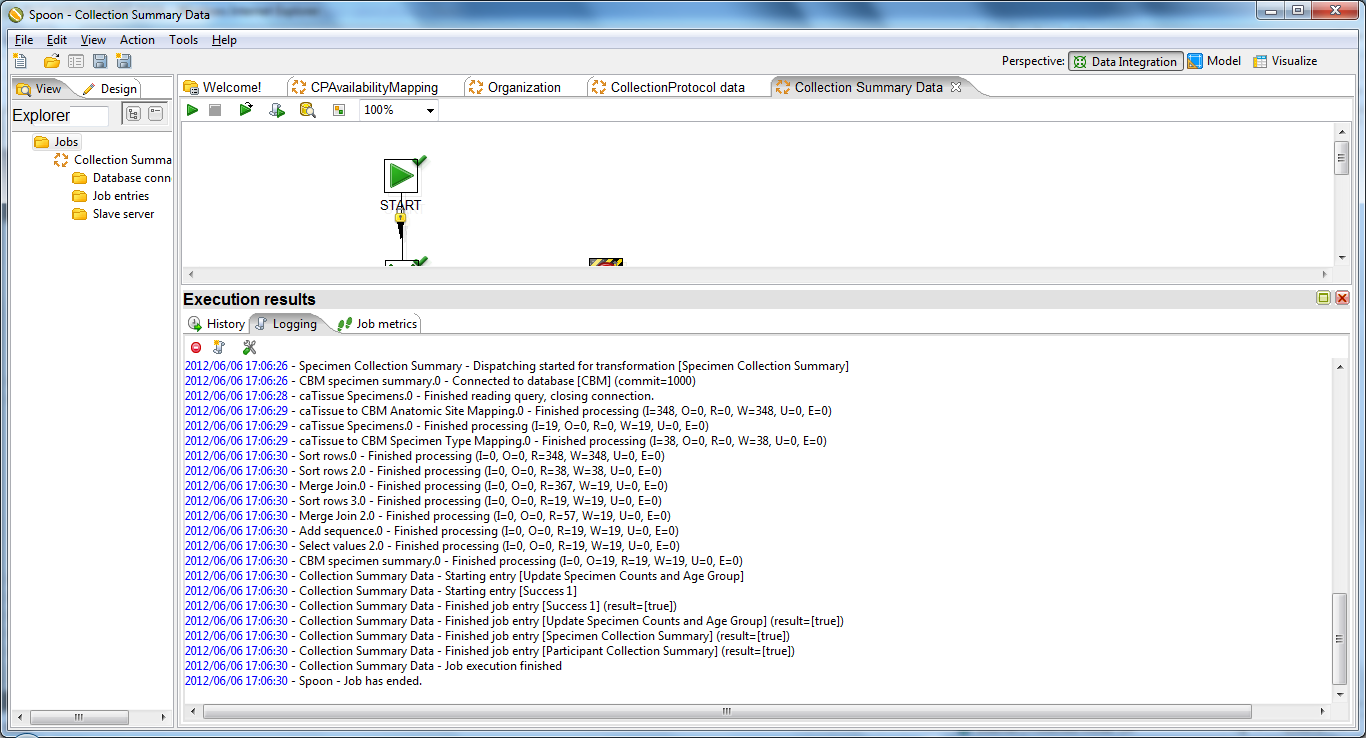 Spoon - Collection Summary Data
File Edit View Action Tools Help
Perspective: Data Integration Model Visualize
View Design
Welcome! CPAvailabilityMapping Organization CollectionProtocol data Collection Summary Data
Explorer
100%
Jobs
Collection Summa
Database conn
Job entries
Slave server
START
Execution results
History Logging Job metrics
2012/06/06 17:06:26 - Specimen Collection Summary - Dispatching started for transformation [Specimen Collection Summary]
2012/06/06 17:06:26 - CBM specimen summary.0 - Connected to database [CBM] (commit=1000)
2012/06/06 17:06:28 - caTissue Specimens.0 - Finished reading query, closing connection.
2012/06/06 17:06:29 - caTissue to CBM Anatomic Site Mapping.0 - Finished processing (I=348, O=0, R=0, W=348, U=0, E=0)
2012/06/06 17:06:29 - caTissue Specimens.0 - Finished processing (I=19, O=0, R=0, W=19, U=0, E=0)
2012/06/06 17:06:29 - caTissue to CBM Specimen Type Mapping.0 - Finished processing (I=38, O=0, R=0, W=38, U=0, E=0)
2012/06/06 17:06:30 - Sort rows.0 - Finished processing (I=0, O=0, R=348, W=348, U=0, E=0)
2012/06/06 17:06:30 - Sort rows 2.0 - Finished processing (I=0, O=0, R=38, W=38, U=0, E=0)
2012/06/06 17:06:30 - Merge Join.0 - Finished processing (I=0, O=0, R=367, W=19, U=0, E=0)
2012/06/06 17:06:30 - Sort rows 3.0 - Finished processing (I=0, O=0, R=19, W=19, U=0, E=0)
2012/06/06 17:06:30 - Merge Join 2.0 - Finished processing (I=0, O=0, R=57, W=19, U=0, E=0)
2012/06/06 17:06:30 - Add sequence.0 - Finished processing (I=0, O=0, R=19, W=19, U=0, E=0)
2012/06/06 17:06:30 - Select values 2.0 - Finished processing (I=0, O=0, R=19, W=19, U=0, E=0)
2012/06/06 17:06:30 - CBM specimen summary.0 - Finished processing (I=0, O=19, R=19, W=19, U=0, E=0)
2012/06/06 17:06:30 - Collection Summary Data - Starting entry [Update Specimen Counts and Age Group]
2012/06/06 17:06:30 - Collection Summary Data - Starting entry [Success 1]
2012/06/06 17:06:30 - Collection Summary Data - Finished job entry [Success 1] (result=[true])
2012/06/06 17:06:30 - Collection Summary Data - Finished job entry [Update Specimen Counts and Age Group] (result=[true])
2012/06/06 17:06:30 - Collection Summary Data - Finished job entry [Specimen Collection Summary] (result=[true])
2012/06/06 17:06:30 - Collection Summary Data - Finished job entry [Participant Collection Summary] (result=[true])
2012/06/06 17:06:30 - Collection Summary Data - Job execution finished
2012/06/06 17:06:30 - Spoon - Job has ended.